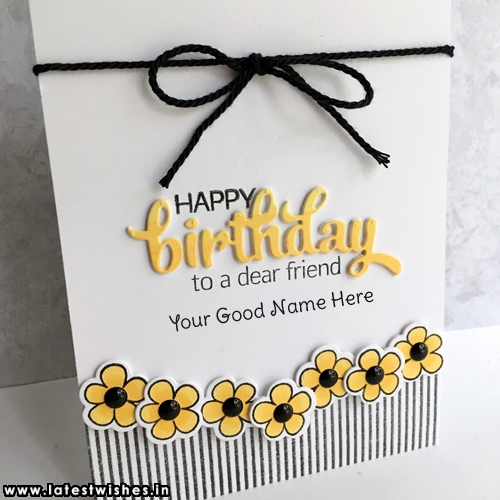 HAPPY
birthday
to a dear friend
Your Good Name Here
www.latestwishes.in